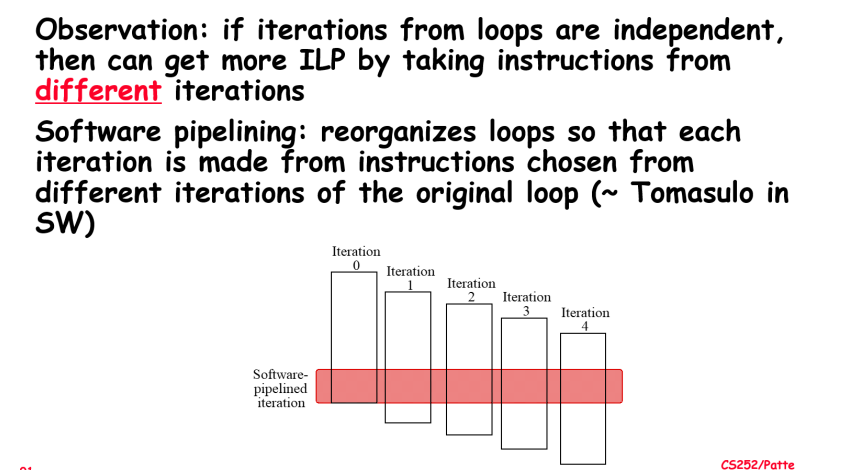 Observation: if iterations from loops are independent,
then can get more ILP by taking instructions from
different iterations
Software pipelining: reorganizes loops so that each
iteration is made from instructions chosen from
different iterations of the original loop (~ Tomasulo in
SW)
Iteration
0
Iteration
1
Iteration
2
Iteration
3
Iteration
4
Software-
pipelined
iteration
CS252/Patte